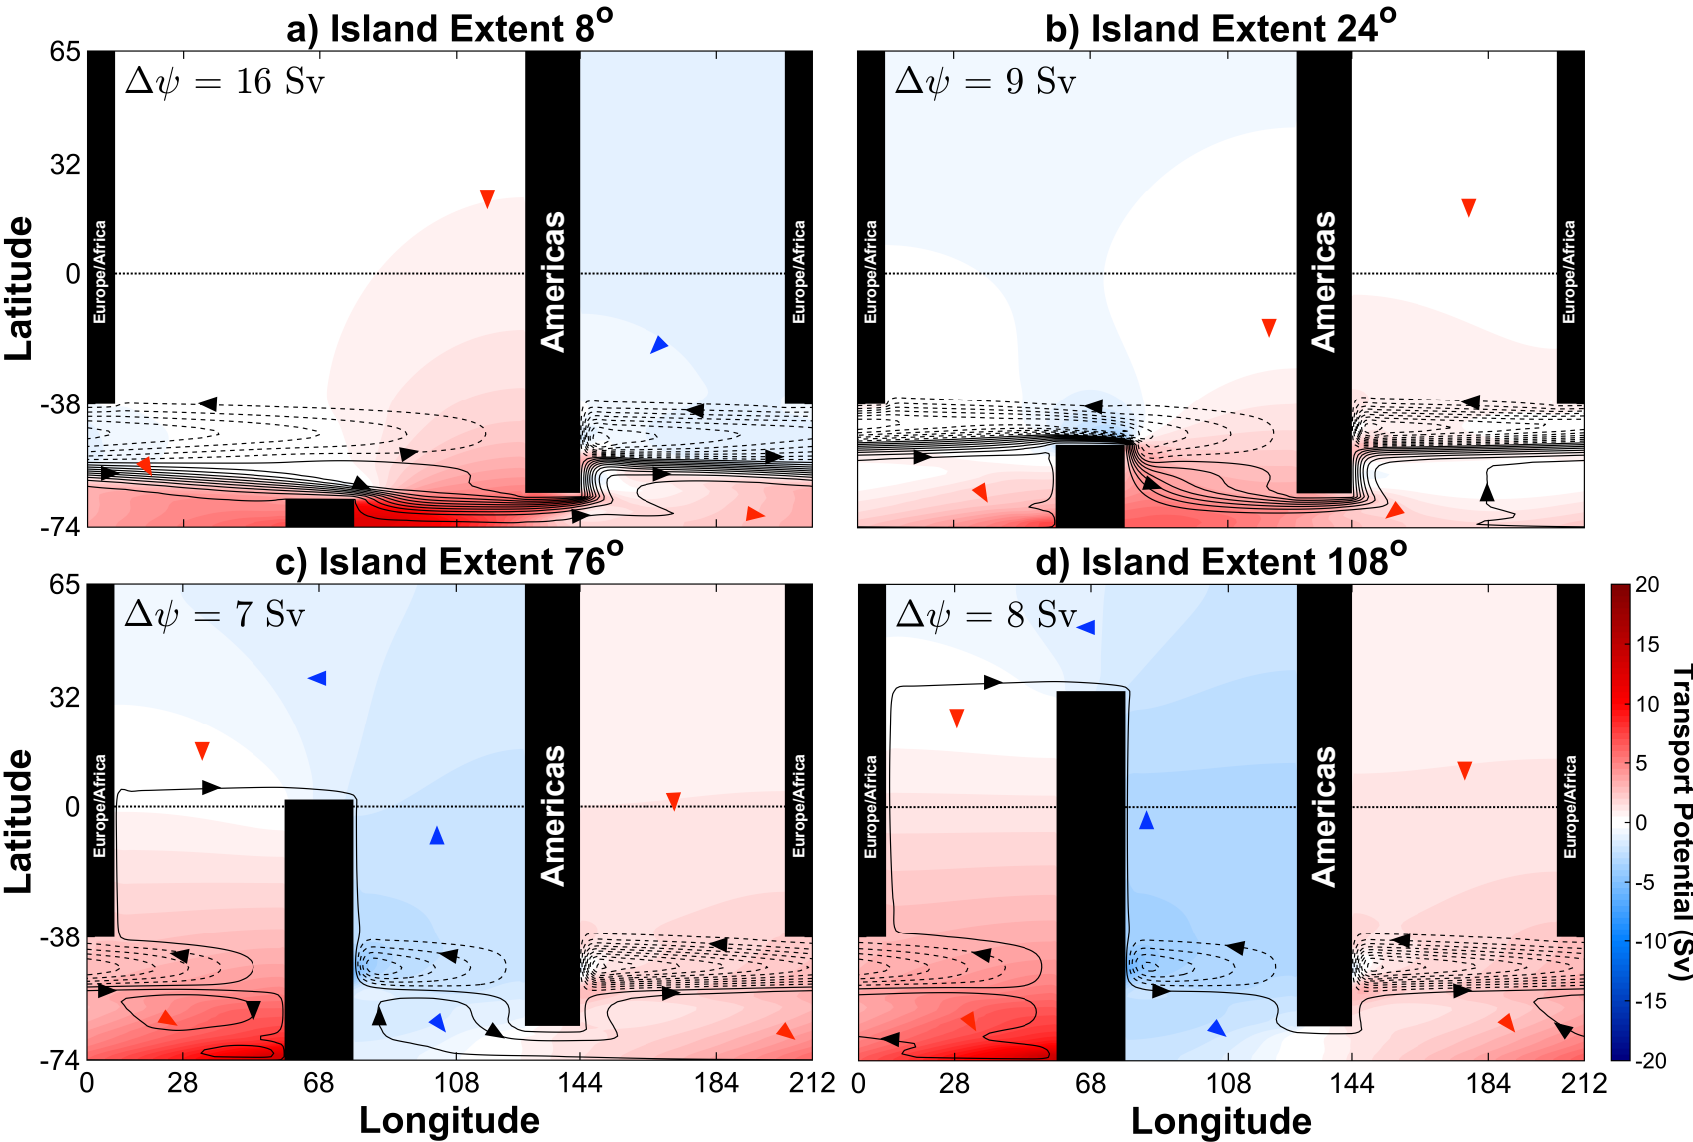 a) Island Extent 8°
b) Island Extent 24°
Δψ = 16 Sv
Δψ = 9 Sv
65
32
0
-38
-74
Latitude
Europe/Africa
Americas
Europe/Africa
Europe/Africa
Americas
Europe/Africa
c) Island Extent 76°
d) Island Extent 108°
Δψ = 7 Sv
Δψ = 8 Sv
65
32
0
-38
-74
Latitude
Europe/Africa
Americas
Europe/Africa
Europe/Africa
Americas
Europe/Africa
0 28 68 108 144 184 212
Longitude
0 28 68 108 144 184 212
Longitude
20
15
10
5
0
-5
-10
-15
-20
Transport Potential (Sv)